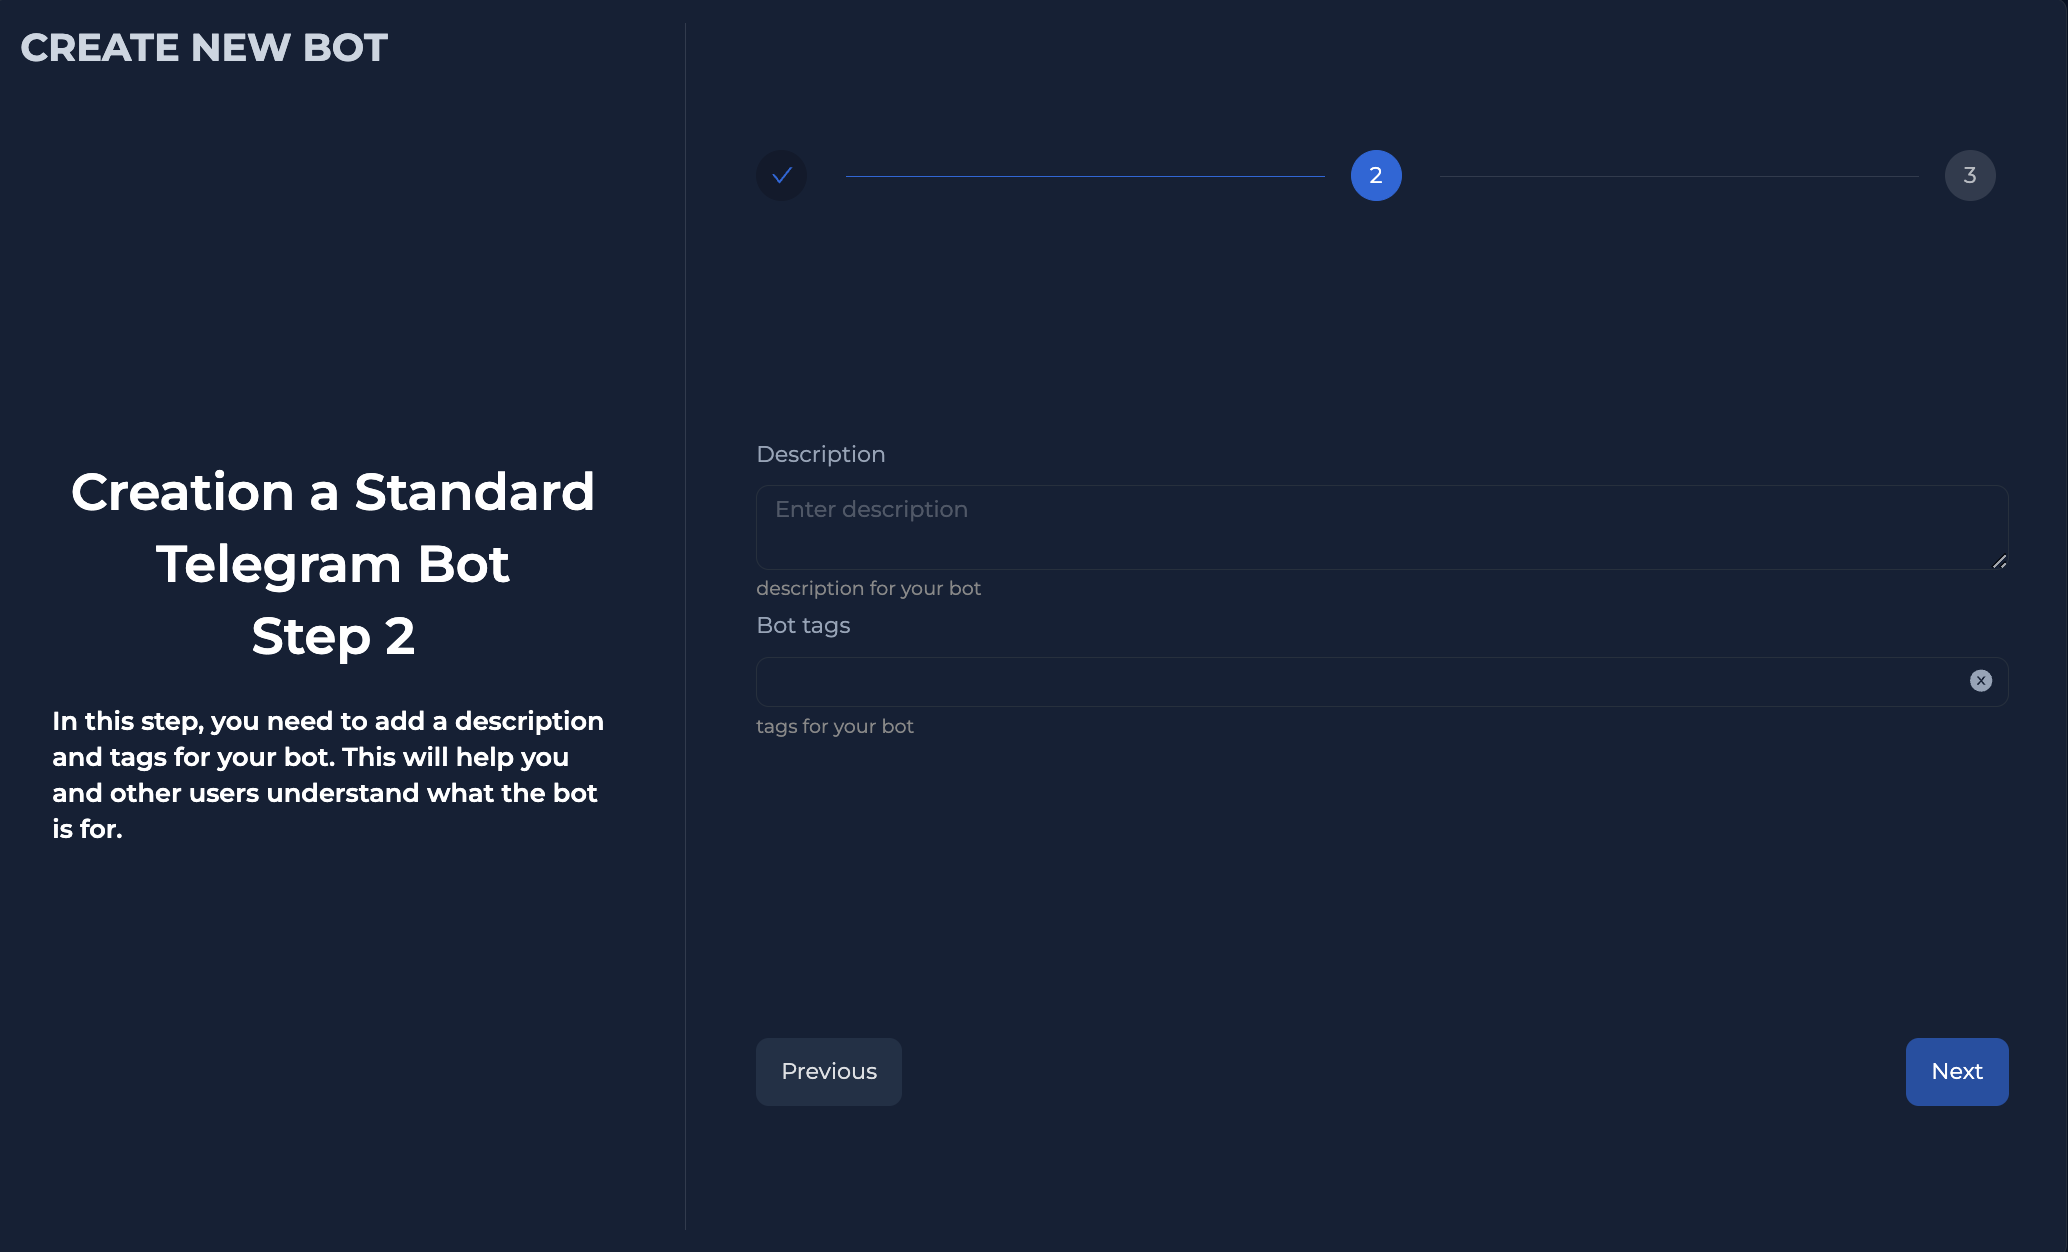 CREATE NEW BOT
2
3
Creation a Standard
Telegram Bot
Step 2
In this step, you need to add a description
and tags for your bot. This will help you
and other users understand what the bot
is for.
Description
Enter description
description for your bot
Bot tags
tags for your bot
Previous
Next